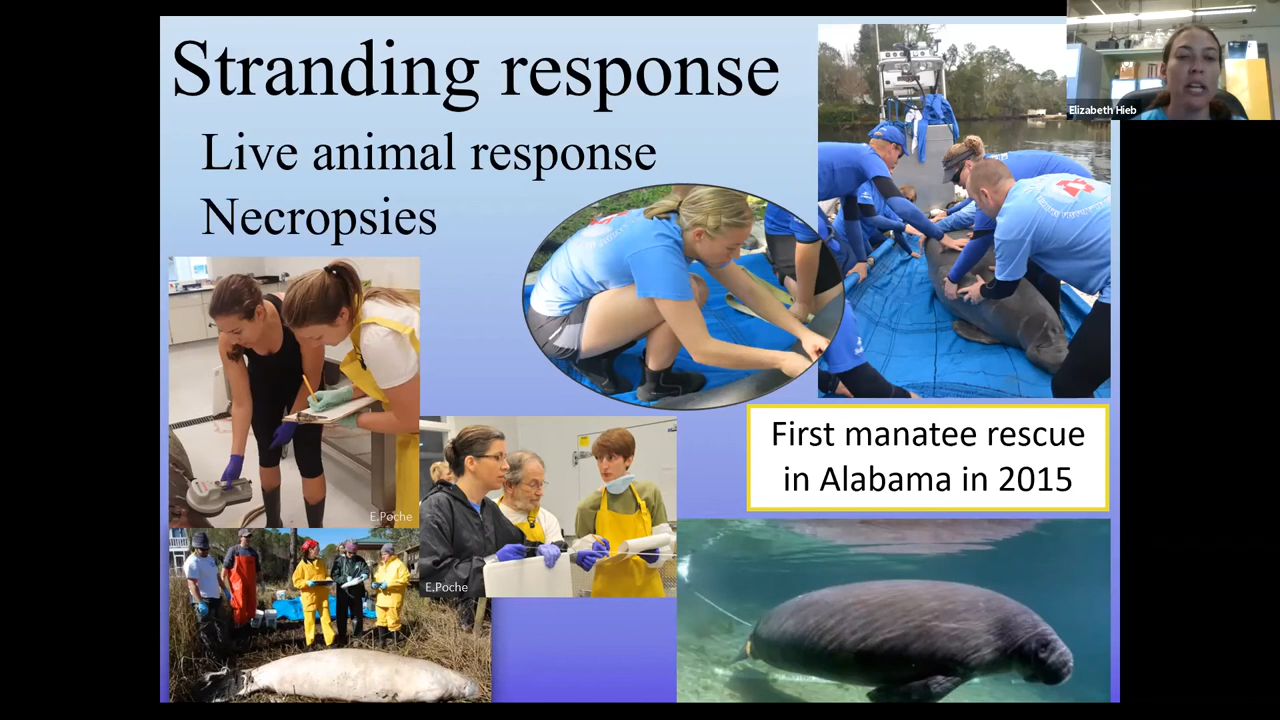 Stranding response
Elizabeth Hieb
Live animal response
Necropsies
First manatee rescue
in Alabama in 2015
E.Poche
E.Poche